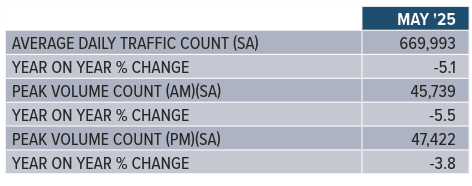 MAY '25
AVERAGE DAILY TRAFFIC COUNT (SA) 669,993
YEAR ON YEAR % CHANGE -5.1
PEAK VOLUME COUNT (AM)(SA) 45,739
YEAR ON YEAR % CHANGE -5.5
PEAK VOLUME COUNT (PM)(SA) 47,422
YEAR ON YEAR % CHANGE -3.8